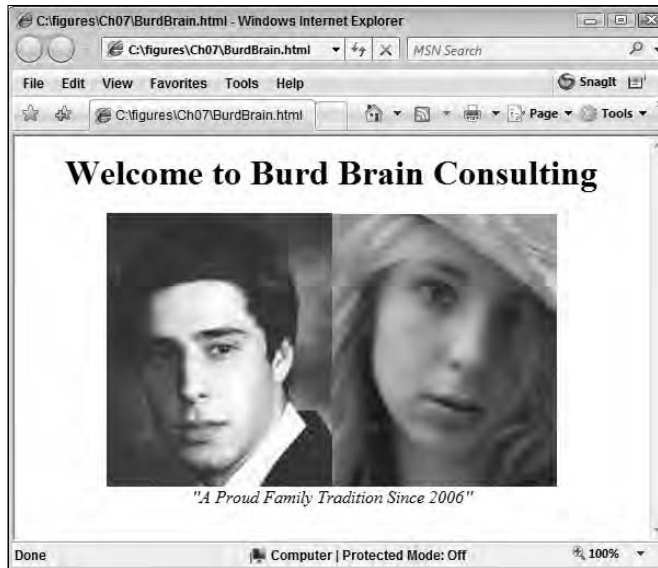 C:\figures\Ch07\BurdBrain.html - Windows Internet Explorer
C:\figures\Ch07\BurdBrain.html
MSN Search
File Edit View Favorites Tools Help
SnagIt
C:\figures\Ch07\BurdBrain.html
Page Tools
Welcome to Burd Brain Consulting
"A Proud Family Tradition Since 2006"
Done
Computer | Protected Mode: Off
100%